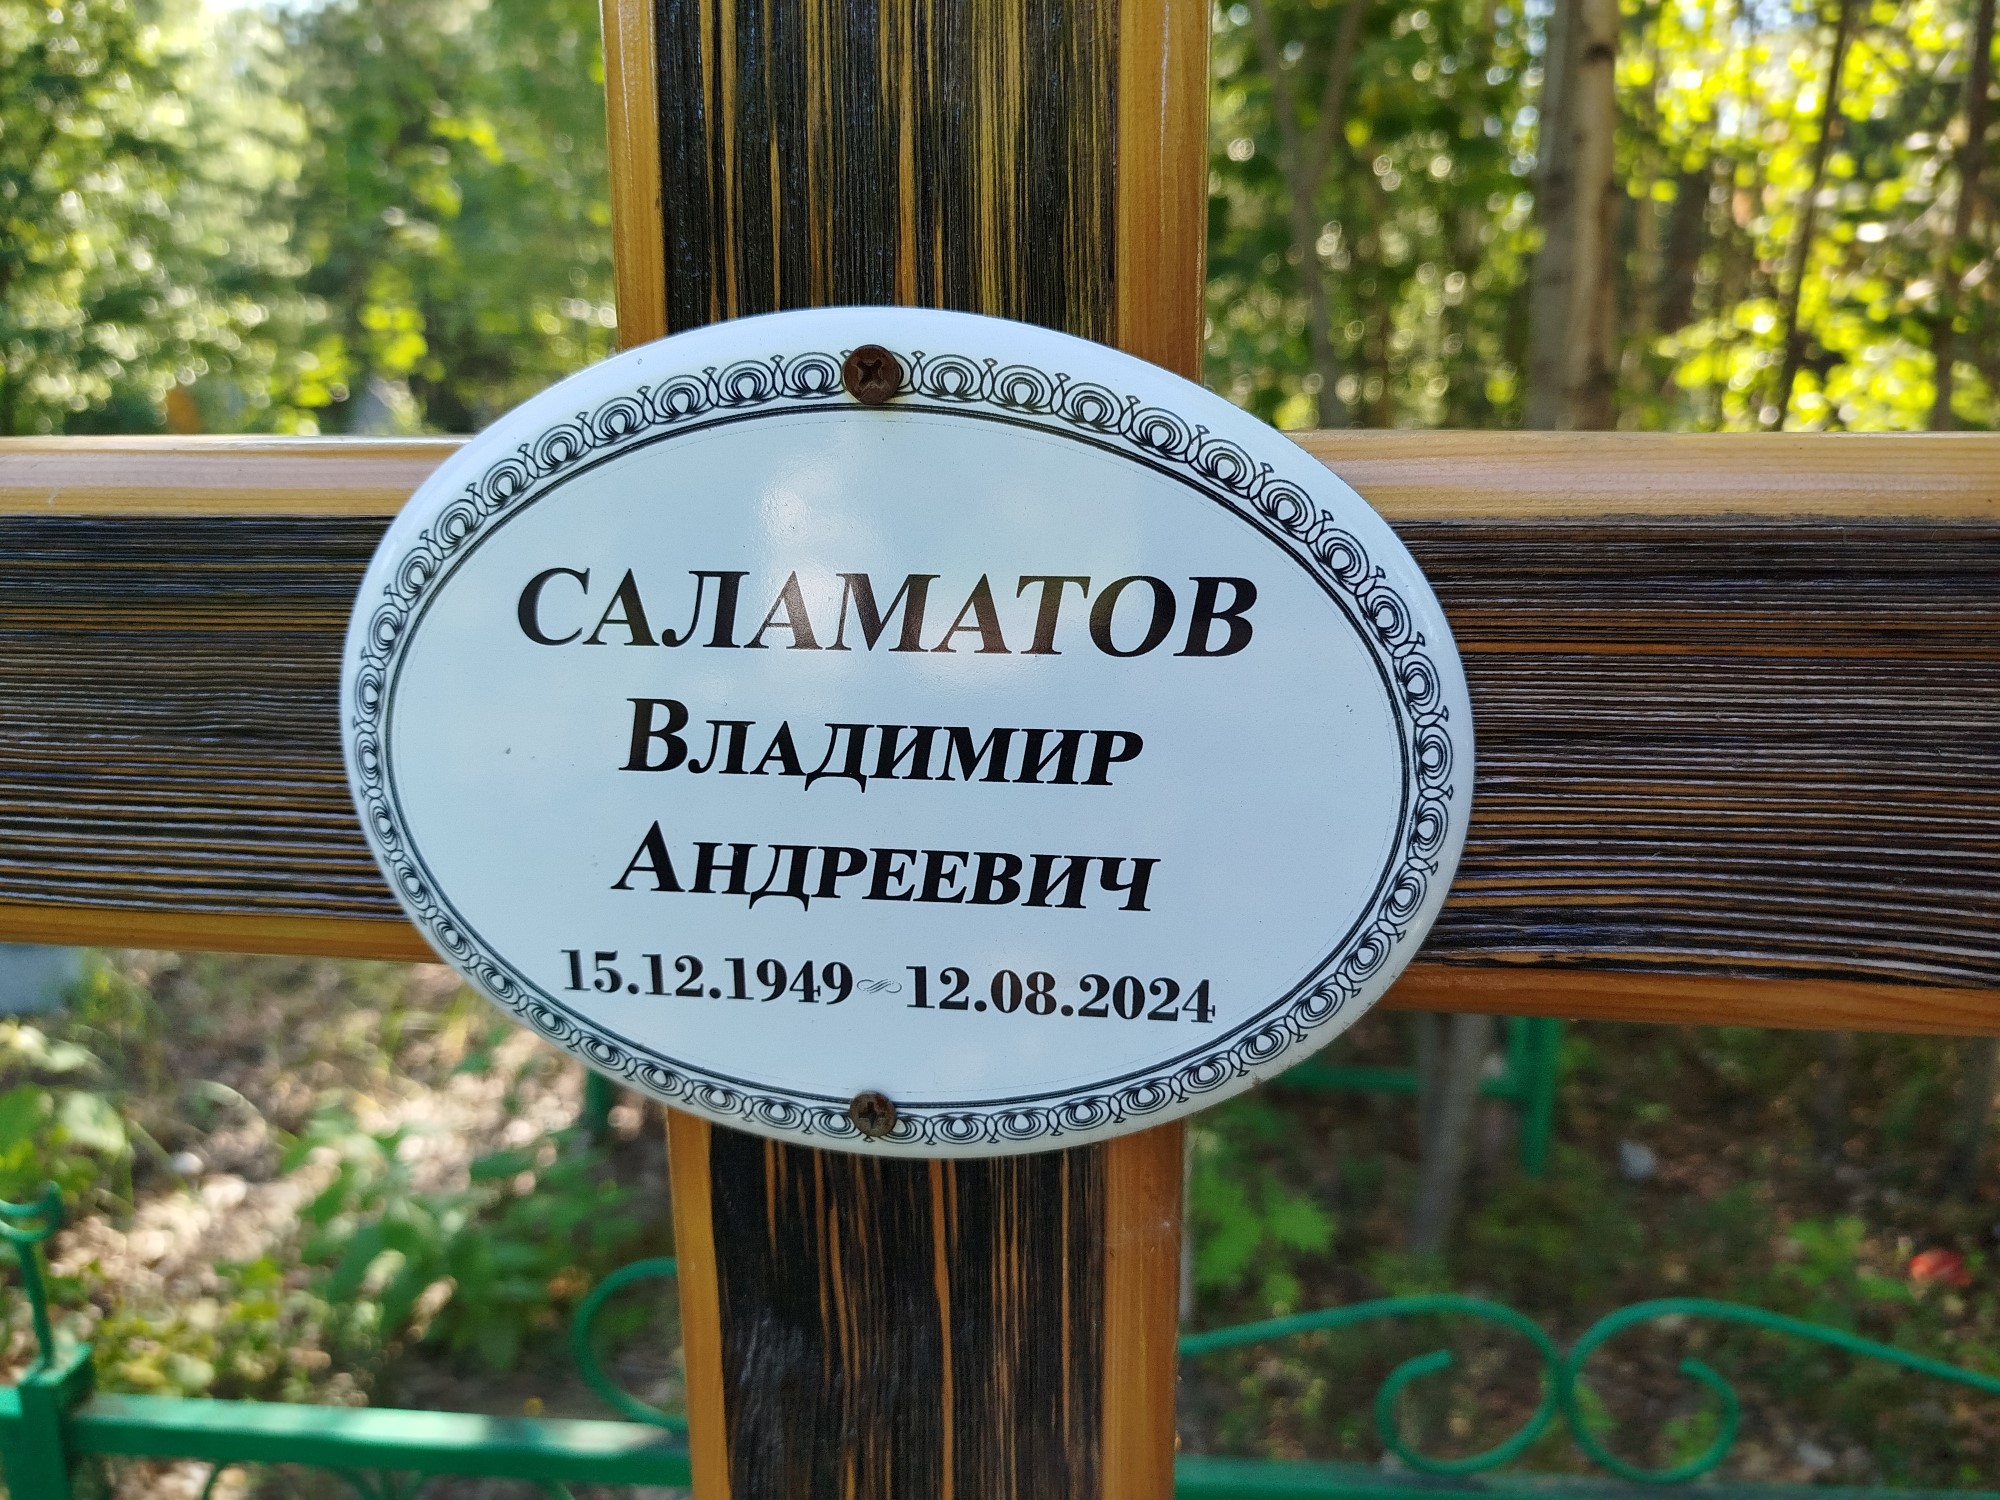 САЛАМАТОВ
Владимир
Андреевич
15.12.1949 ~ 12.08.2024